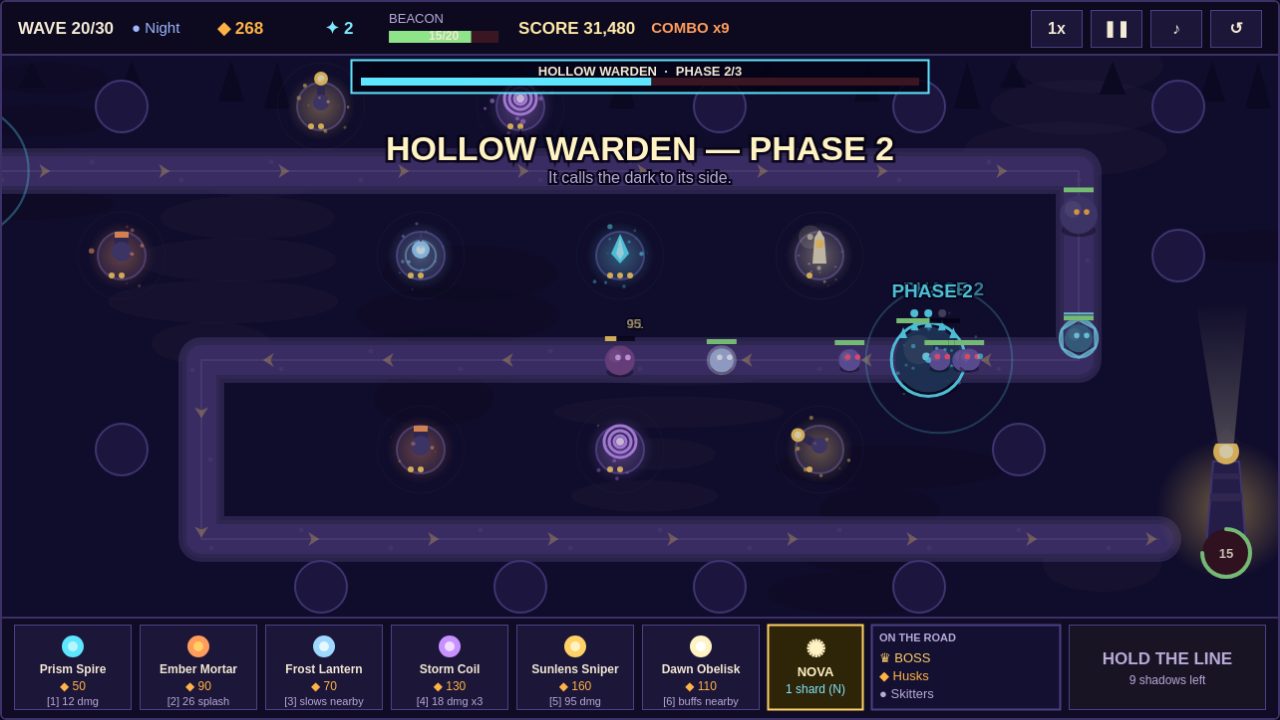 WAVE 20/30 ● Night ◆ 268 ✦ 2 BEACON 15/20 SCORE 31,480 COMBO x9 1x ❚❚ ♪ ↺
HOLLOW WARDEN · PHASE 2/3
HOLLOW WARDEN — PHASE 2
It calls the dark to its side.
PHASE 2
95
15
Prism Spire
◆ 50
[1] 12 dmg
Ember Mortar
◆ 90
[2] 26 splash
Frost Lantern
◆ 70
[3] slows nearby
Storm Coil
◆ 130
[4] 18 dmg x3
Sunlens Sniper
◆ 160
[5] 95 dmg
Dawn Obelisk
◆ 110
[6] buffs nearby
NOVA
1 shard (N)
ON THE ROAD
♛ BOSS
◆ Husks
● Skitters
HOLD THE LINE
9 shadows left